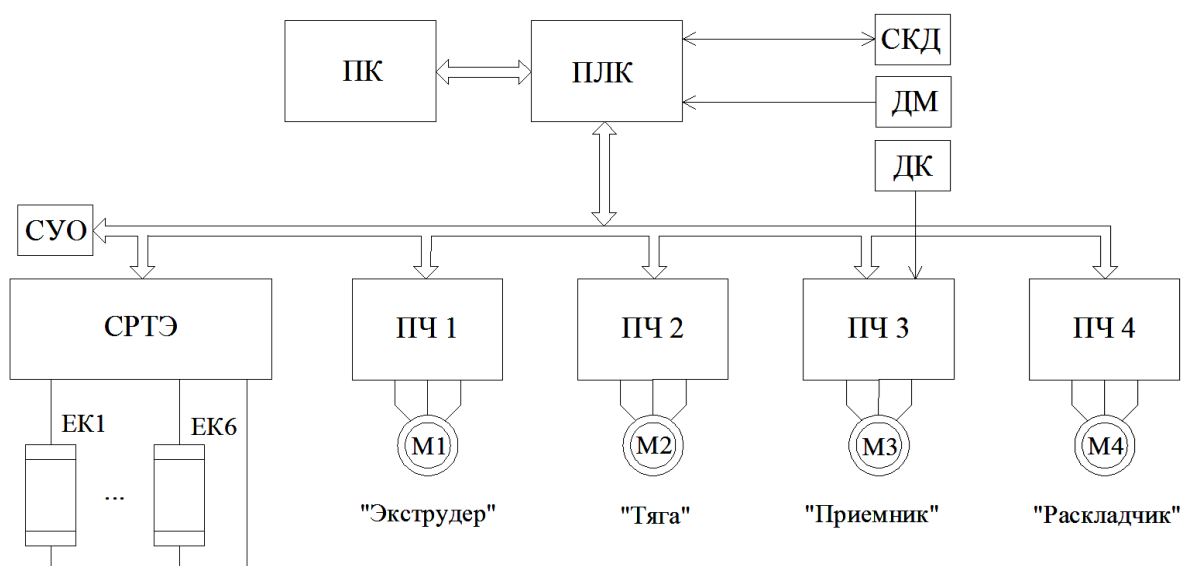 ПК
ПЛК
СКД
ДМ
ДК
СУО
СРТЭ
ПЧ 1
ПЧ 2
ПЧ 3
ПЧ 4
ЕК1
...
ЕК6
М1
М2
М3
М4
"Экструдер"
"Тяга"
"Приемник"
"Раскладчик"